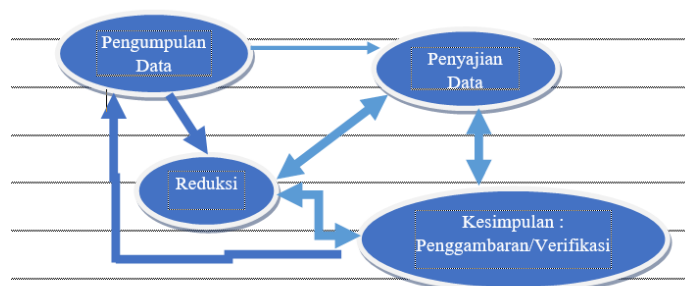 Pengumpulan
Data
Penyajian
Data
Reduksi
Kesimpulan :
Penggambaran/Verifikasi